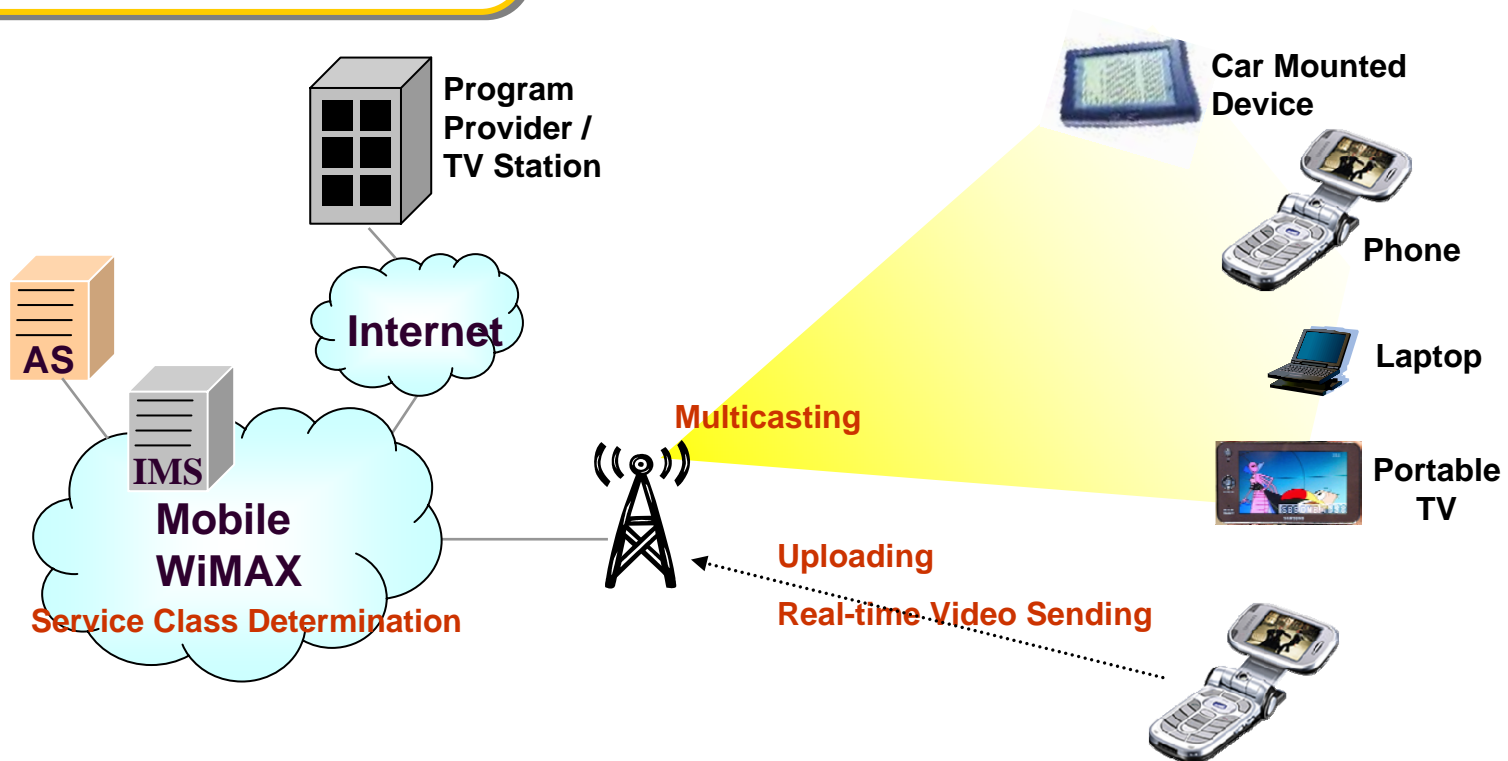 Program
Provider /
TV Station
Car Mounted
Device
Phone
Internet
AS
Laptop
Multicasting
IMS
Portable
TV
Mobile
WiMAX
Uploading
Service Class Determination
Real-time Video Sending